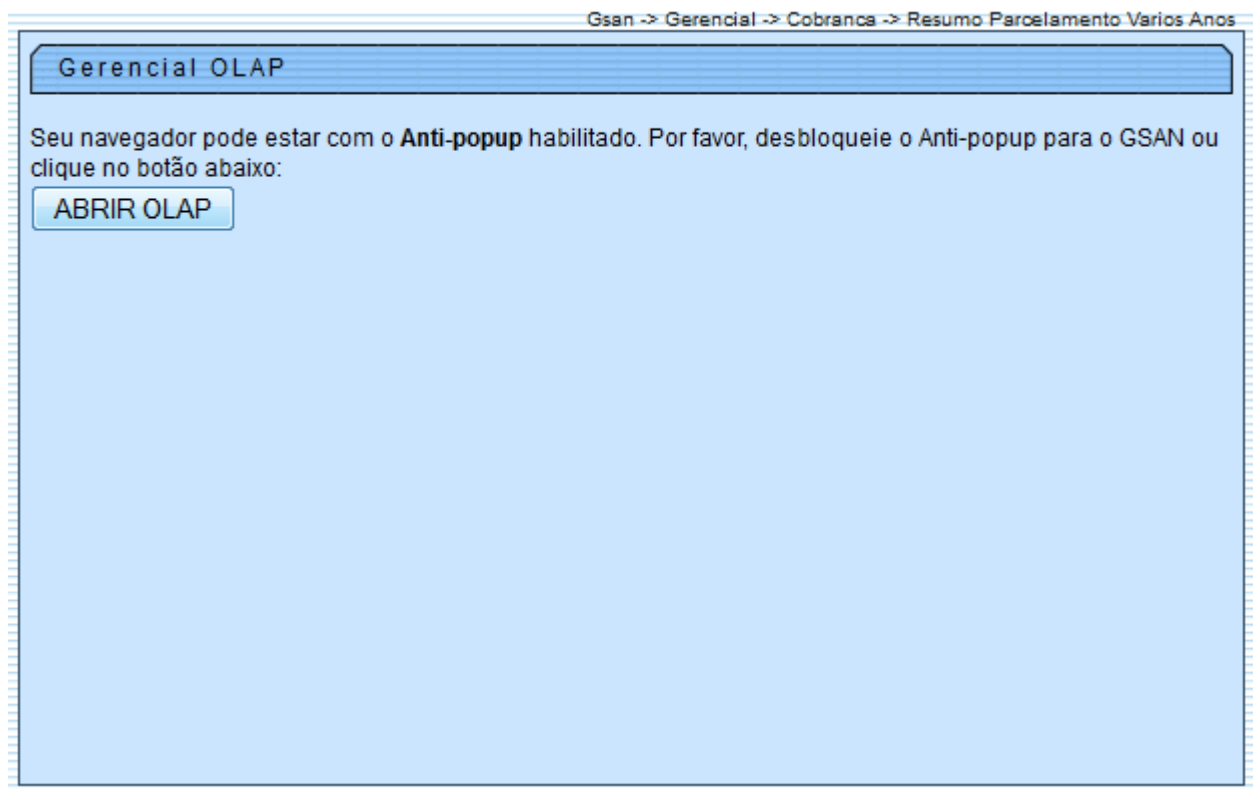 Gsan -> Gerencial -> Cobranca -> Resumo Parcelamento Varios Anos
Gerencial OLAP
Seu navegador pode estar com o Anti-popup habilitado. Por favor, desbloqueie o Anti-popup para o GSAN ou
clique no botão abaixo:
ABRIR OLAP